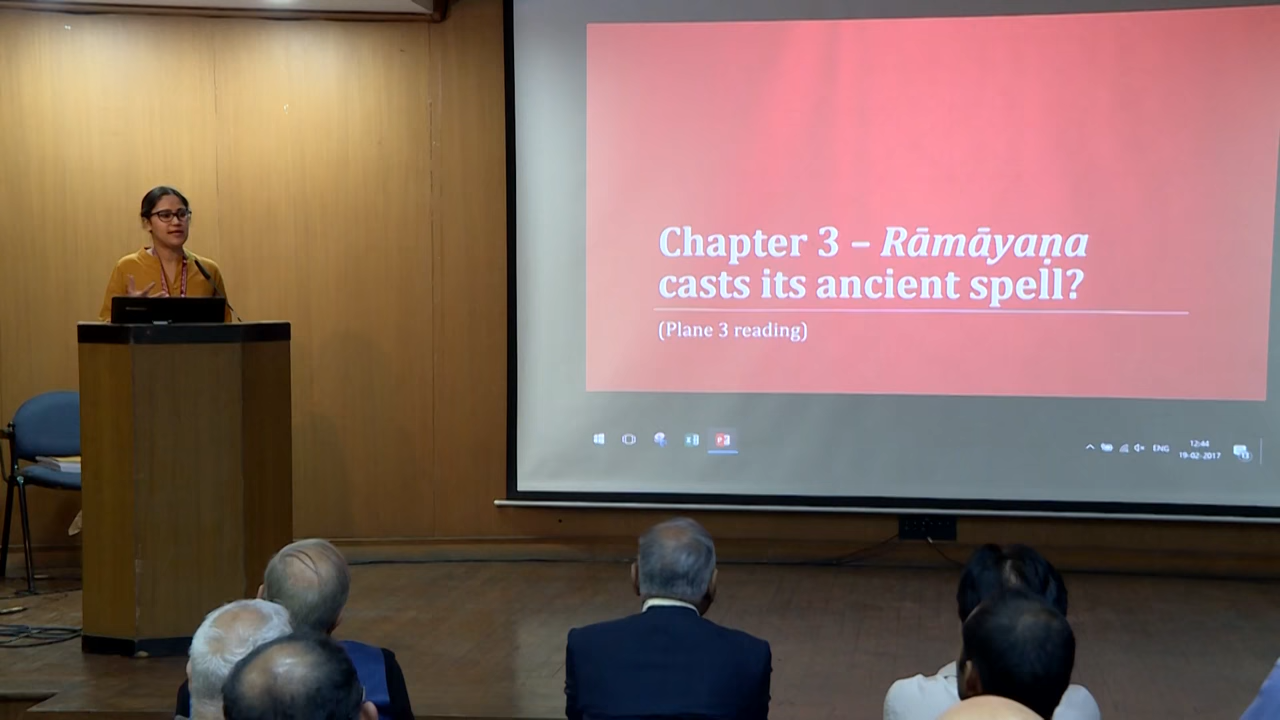 Chapter 3 – Rāmāyaṇa
casts its ancient spell?
(Plane 3 reading)
ENG
12:44
19-02-2017